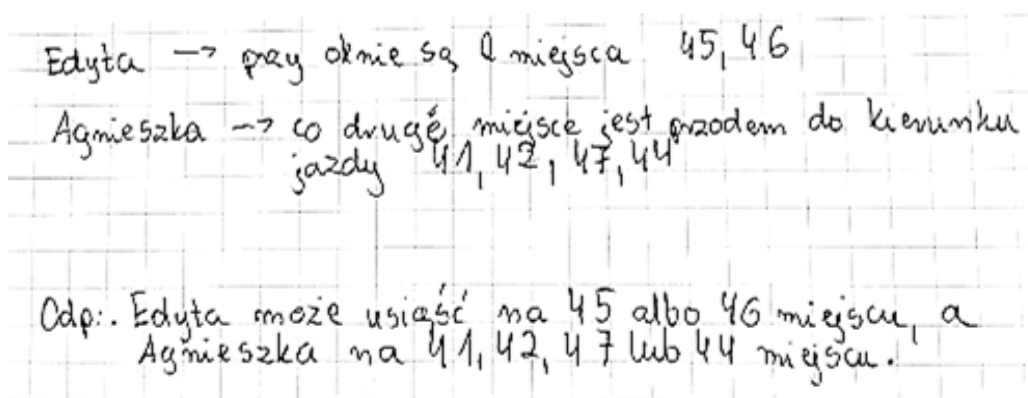 Edyta → przy oknie są 2 miejsca 45, 46
Agnieszka → co drugé miejsce jest przodem do kierunku
jazdy 41, 42, 47, 44
Odp:. Edyta może usiąść na 45 albo 46 miejscu, a
Agnieszka na 41, 42, 47 lub 44 miejscu.